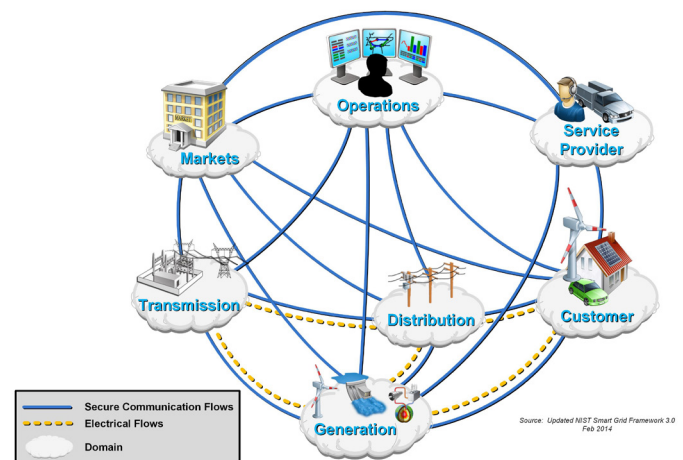 Operations
Markets
Service
Provider
Transmission
Distribution
Customer
Generation
Secure Communication Flows
Electrical Flows
Domain
Source: Updated NIST Smart Grid Framework 3.0
Feb 2014